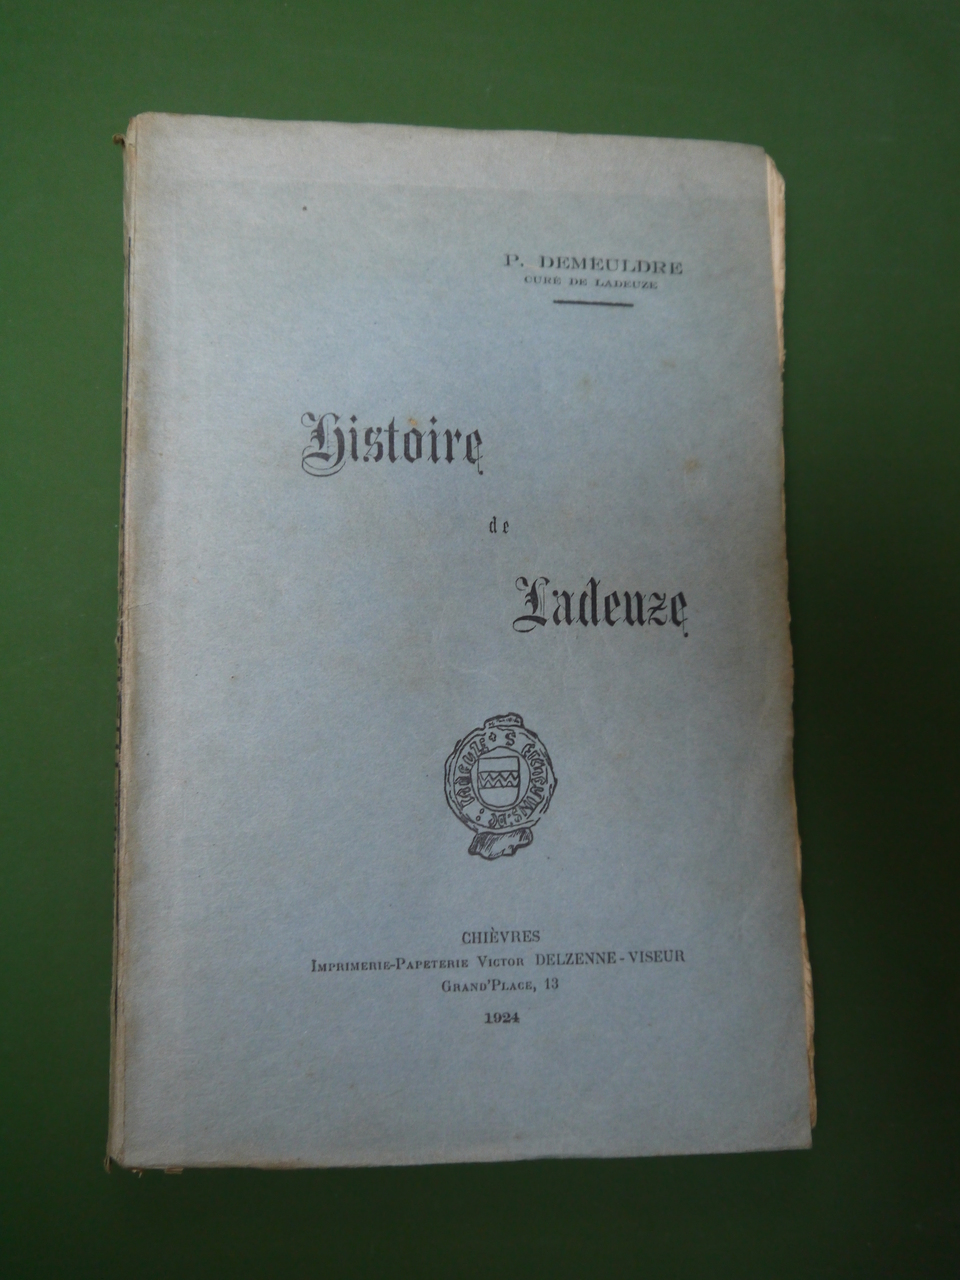 P. DEMEULDRE
CURÉ DE LADEUZE
Histoire
de
Ladeuze
CHIÈVRES
IMPRIMERIE-PAPETERIE VICTOR DELZENNE-VISEUR
GRAND'PLACE, 13
1924